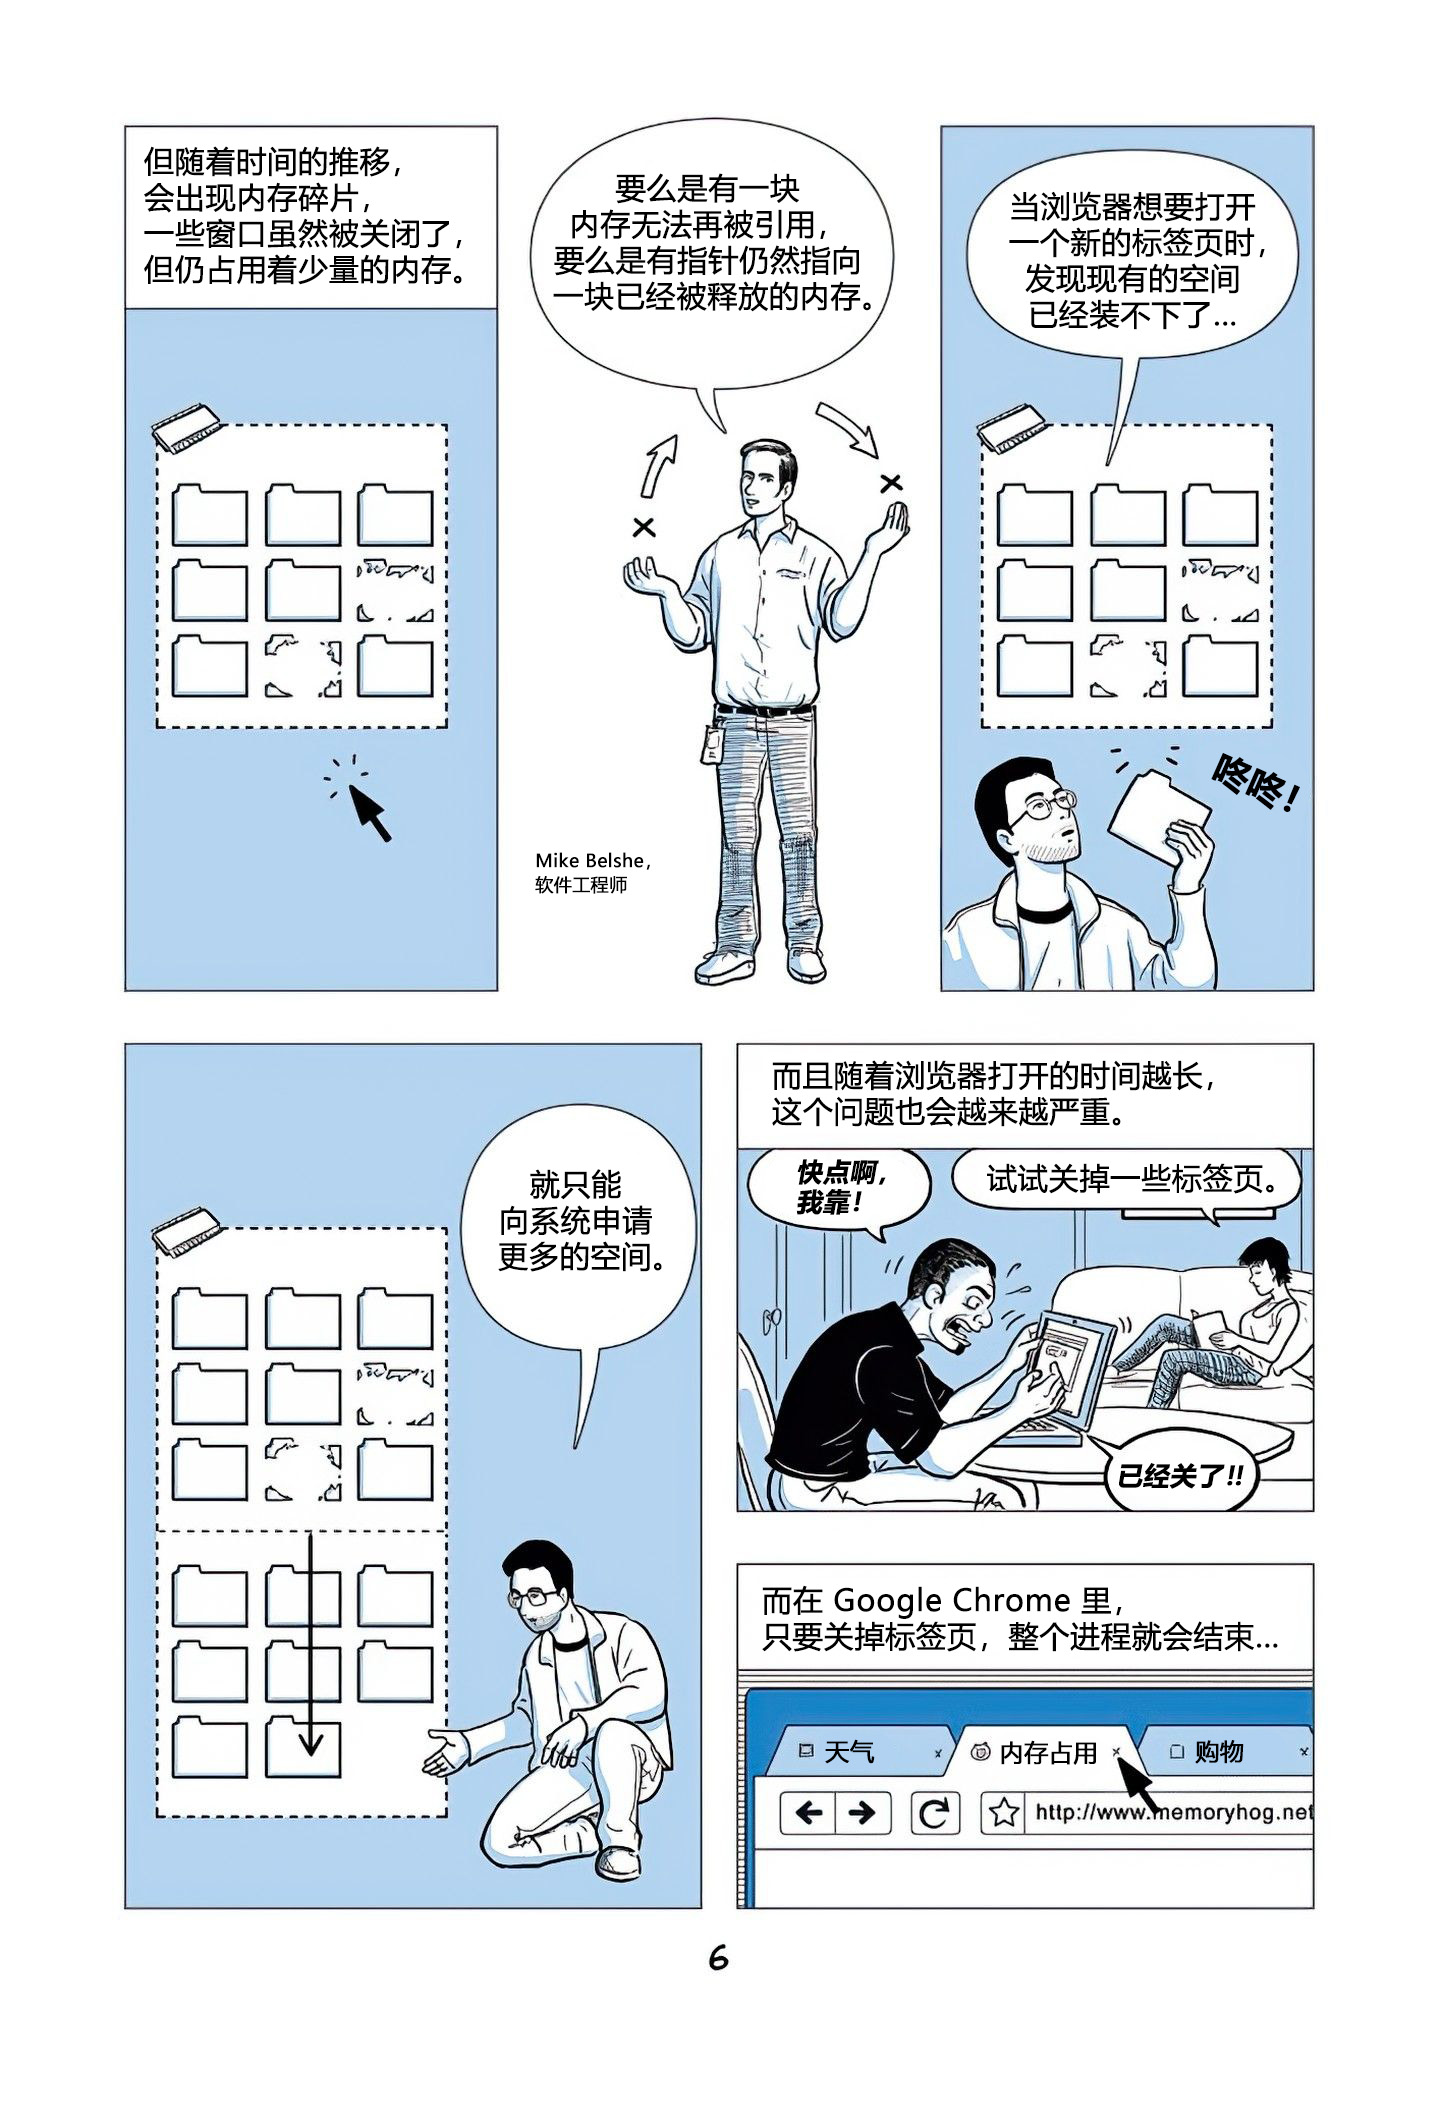 但随着时间的推移，
会出现内存碎片，
一些窗口虽然被关闭了，
但仍占用着少量的内存。
要么是有一块
内存无法再被引用，
要么是有指针仍然指向
一块已经被释放的内存。
Mike Belshe，
软件工程师
当浏览器想要打开
一个新的标签页时，
发现现有的空间
已经装不下了...
咚咚！
就只能
向系统申请
更多的空间。
而且随着浏览器打开的时间越长，
这个问题也会越来越严重。
快点啊，
我靠！
试试关掉一些标签页。
已经关了!!
而在 Google Chrome 里，
只要关掉标签页，整个进程就会结束...
天气 x 内存占用 x 购物 x
http://www.memoryhog.net
6